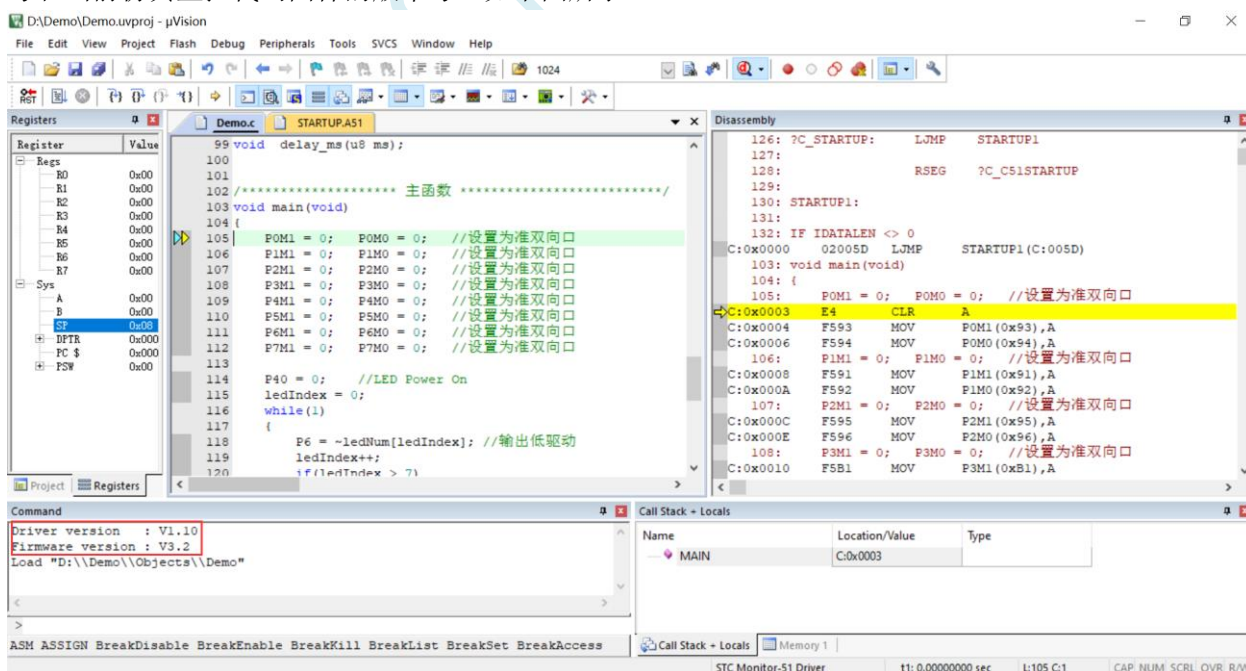 D:\Demo\Demo.uvproj - µVision
File Edit View Project Flash Debug Peripherals Tools SVCS Window Help
1024
RST
Registers
Register Value
Regs
R0 0x00
R1 0x00
R2 0x00
R3 0x00
R4 0x00
R5 0x00
R6 0x00
R7 0x00
Sys
A 0x00
B 0x00
SP 0x08
DPTR 0x000
PC $ 0x000
PSW 0x00
Project Registers
Demo.c STARTUP.A51
99 void delay_ms(u8 ms);
100
101
102 /******************** 主函数 **************************/
103 void main(void)
104 {
105 P0M1 = 0; P0M0 = 0; //设置为准双向口
106 P1M1 = 0; P1M0 = 0; //设置为准双向口
107 P2M1 = 0; P2M0 = 0; //设置为准双向口
108 P3M1 = 0; P3M0 = 0; //设置为准双向口
109 P4M1 = 0; P4M0 = 0; //设置为准双向口
110 P5M1 = 0; P5M0 = 0; //设置为准双向口
111 P6M1 = 0; P6M0 = 0; //设置为准双向口
112 P7M1 = 0; P7M0 = 0; //设置为准双向口
113
114 P40 = 0; //LED Power On
115 ledIndex = 0;
116 while(1)
117 {
118 P6 = ~ledNum[ledIndex]; //输出低驱动
119 ledIndex++;
120 if(ledIndex > 7)
Disassembly
126: ?C_STARTUP: LJMP STARTUP1
127:
128: RSEG ?C_C51STARTUP
129:
130: STARTUP1:
131:
132: IF IDATALEN <> 0
C:0x0000 02005D LJMP STARTUP1(C:005D)
103: void main(void)
104: {
105: P0M1 = 0; P0M0 = 0; //设置为准双向口
C:0x0003 E4 CLR A
C:0x0004 F593 MOV P0M1(0x93),A
C:0x0006 F594 MOV P0M0(0x94),A
106: P1M1 = 0; P1M0 = 0; //设置为准双向口
C:0x0008 F591 MOV P1M1(0x91),A
C:0x000A F592 MOV P1M0(0x92),A
107: P2M1 = 0; P2M0 = 0; //设置为准双向口
C:0x000C F595 MOV P2M1(0x95),A
C:0x000E F596 MOV P2M0(0x96),A
108: P3M1 = 0; P3M0 = 0; //设置为准双向口
C:0x0010 F5B1 MOV P3M1(0xB1),A
Command
Driver version : V1.10
Firmware version : V3.2
Load "D:\\Demo\\Objects\\Demo"
>
ASM ASSIGN BreakDisable BreakEnable BreakKill BreakList BreakSet BreakAccess
Call Stack + Locals
Name Location/Value Type
MAIN C:0x0003
Call Stack + Locals Memory 1
STC Monitor-51 Driver t1: 0.00000000 sec L:105 C:1 CAP NUM SCRL OVR R/W